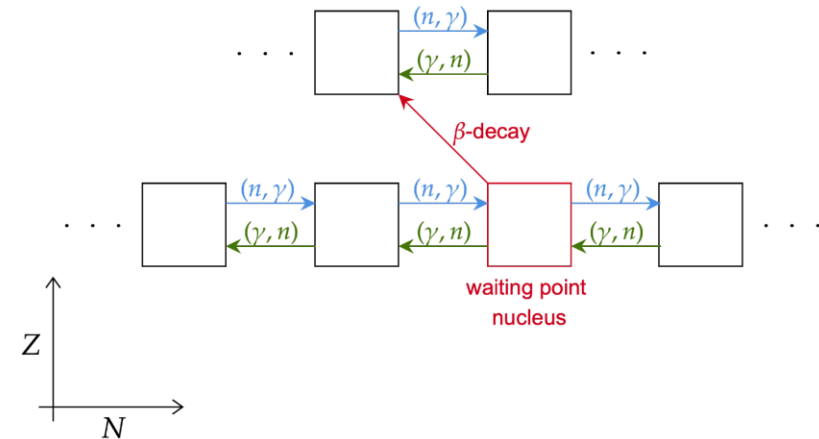 (n, γ)
· · ·
· · ·
(γ, n)
β-decay
(n, γ)
(n, γ)
(n, γ)
· · ·
· · ·
(γ, n)
(γ, n)
(γ, n)
waiting point
nucleus
Z
N